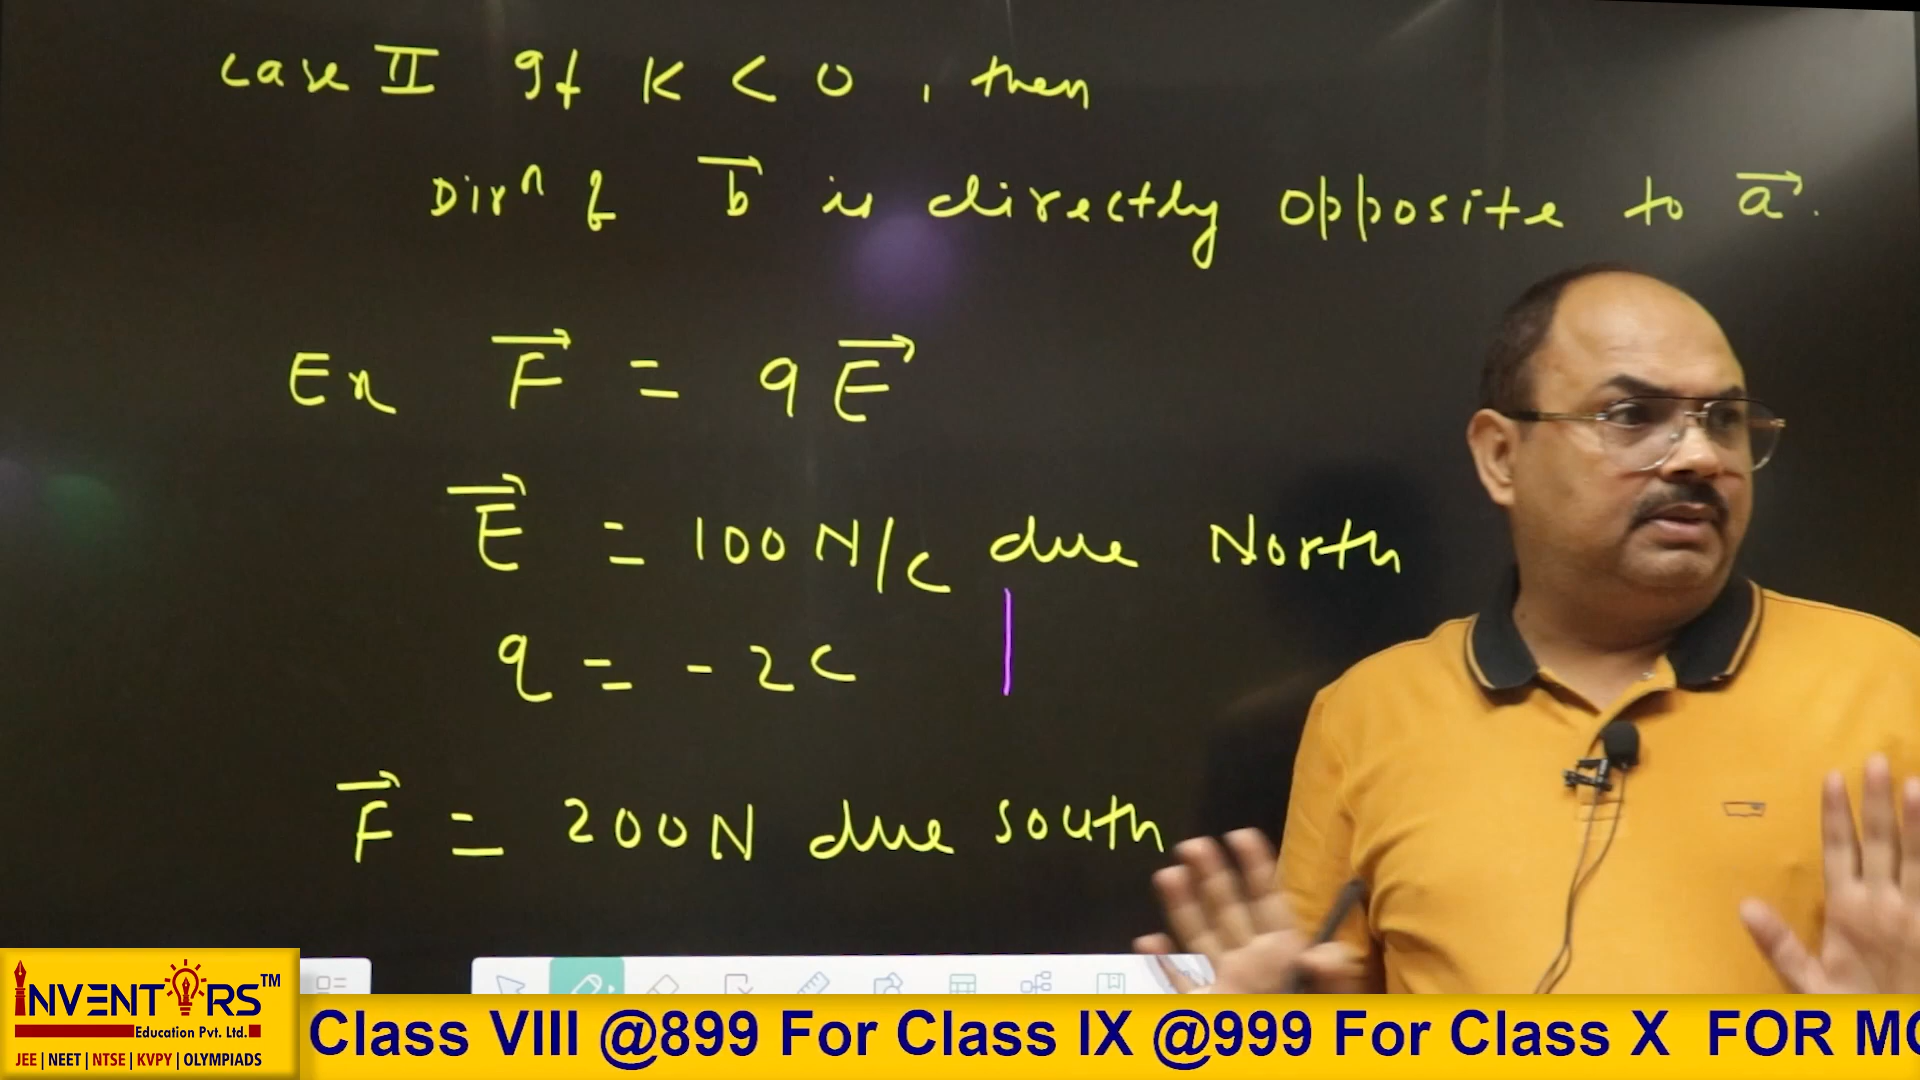 Case II If K < 0, then
Dirⁿ of b⃗ is directly opposite to a⃗.
Ex F⃗ = qE⃗
E⃗ = 100 N/C due North
q = -2C
F⃗ = 200N due south
INVENTORS™
Education Pvt. Ltd.
JEE | NEET | NTSE | KVPY | OLYMPIADS
Class VIII @899 For Class IX @999 For Class X FOR